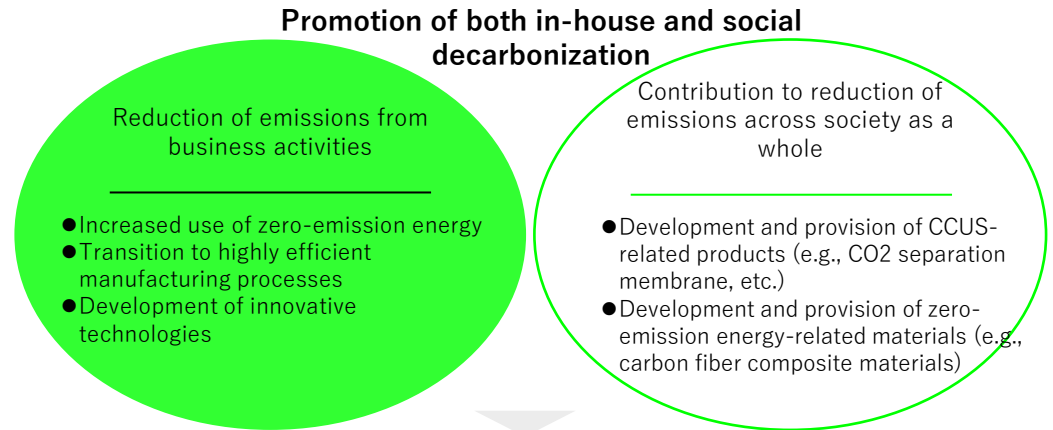 Promotion of both in-house and social
decarbonization
Reduction of emissions from
business activities
●Increased use of zero-emission energy
●Transition to highly efficient
manufacturing processes
●Development of innovative
technologies
Contribution to reduction of
emissions across society as a
whole
●Development and provision of CCUS-
related products (e.g., CO2 separation
membrane, etc.)
●Development and provision of zero-
emission energy-related materials (e.g.,
carbon fiber composite materials)